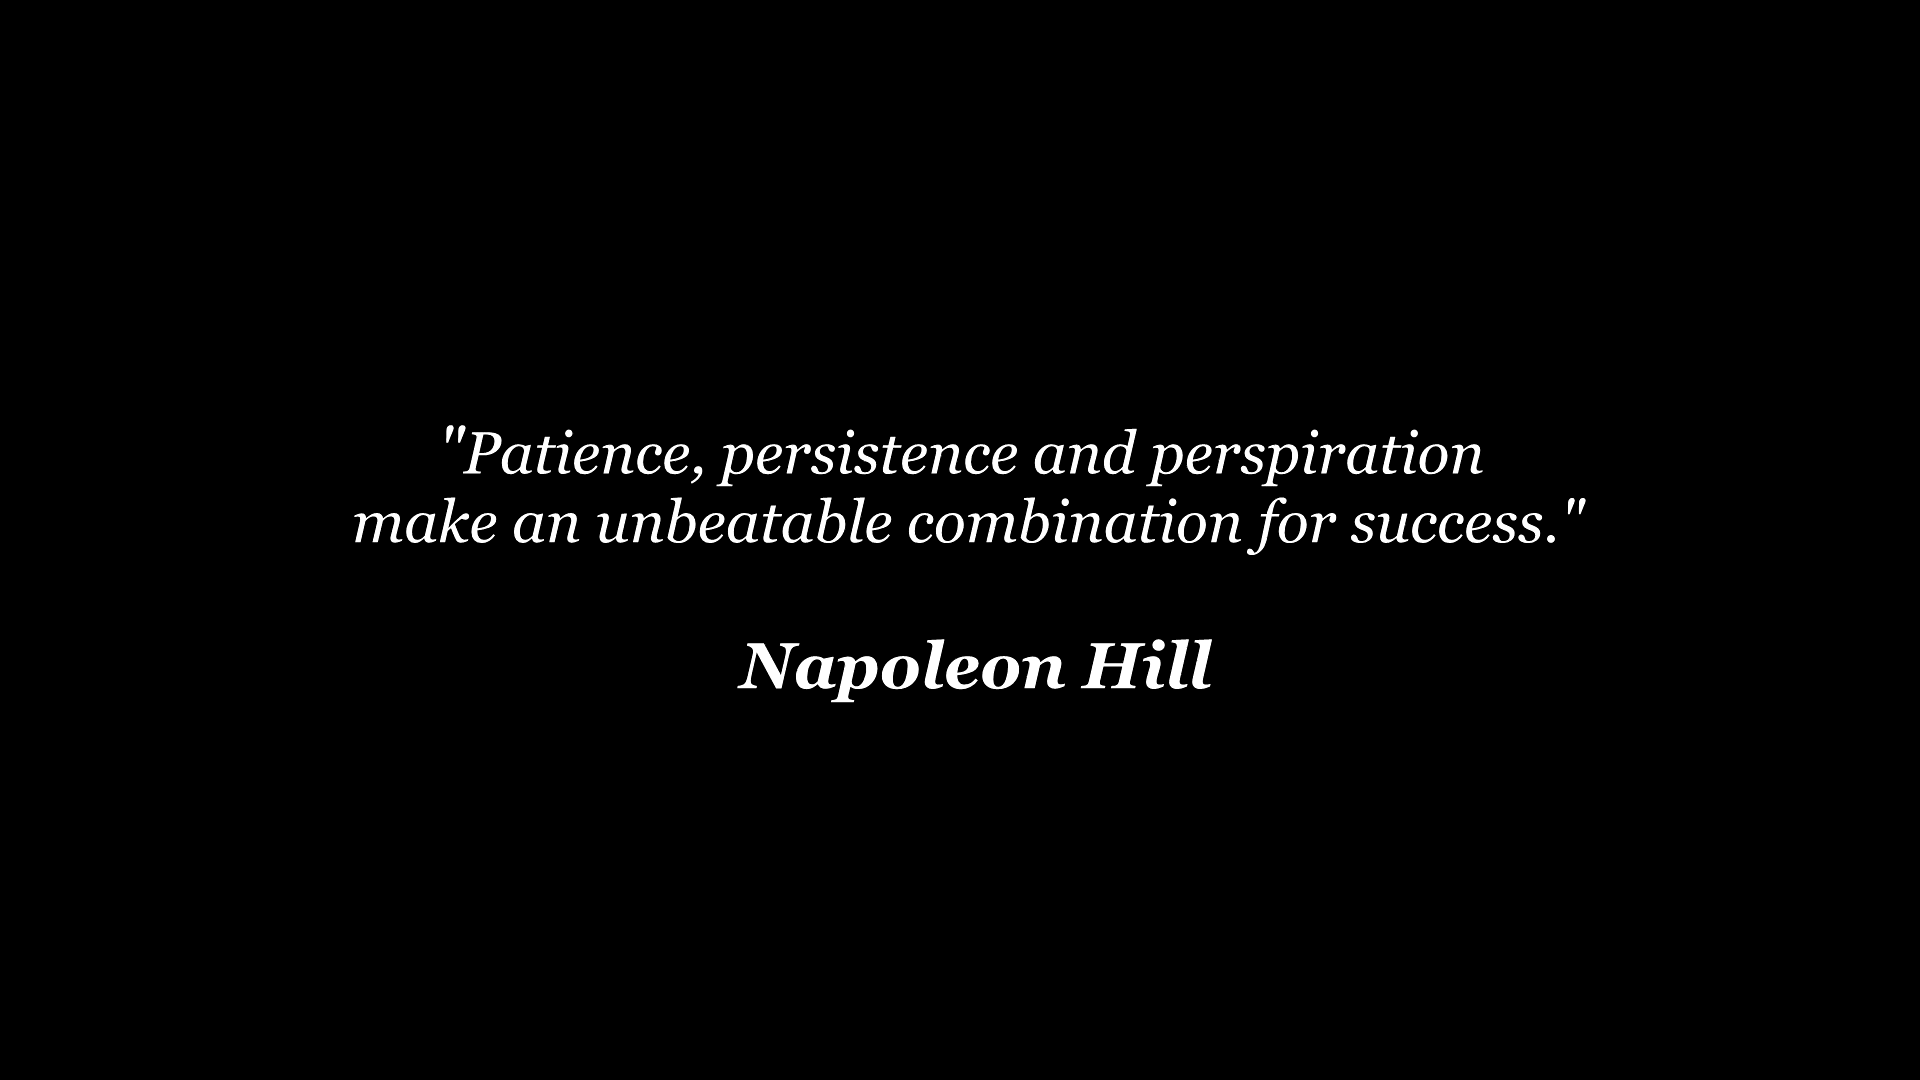 "Patience, persistence and perspiration
make an unbeatable combination for success."
Napoleon Hill